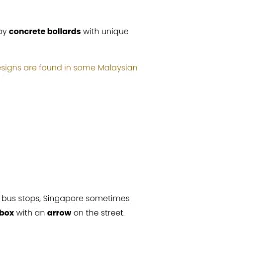 by concrete bollards with unique
signs are found in some Malaysian
bus stops, Singapore sometimes
box with an arrow on the street.